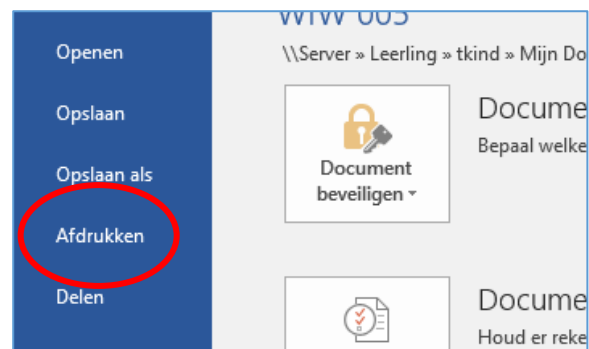 Openen
Opslaan
Opslaan als
Afdrukken
Delen
WIW 005
\\Server » Leerling » tkind » Mijn Do
Docume
Bepaal welke
Document
beveiligen
Docume
Houd er reke